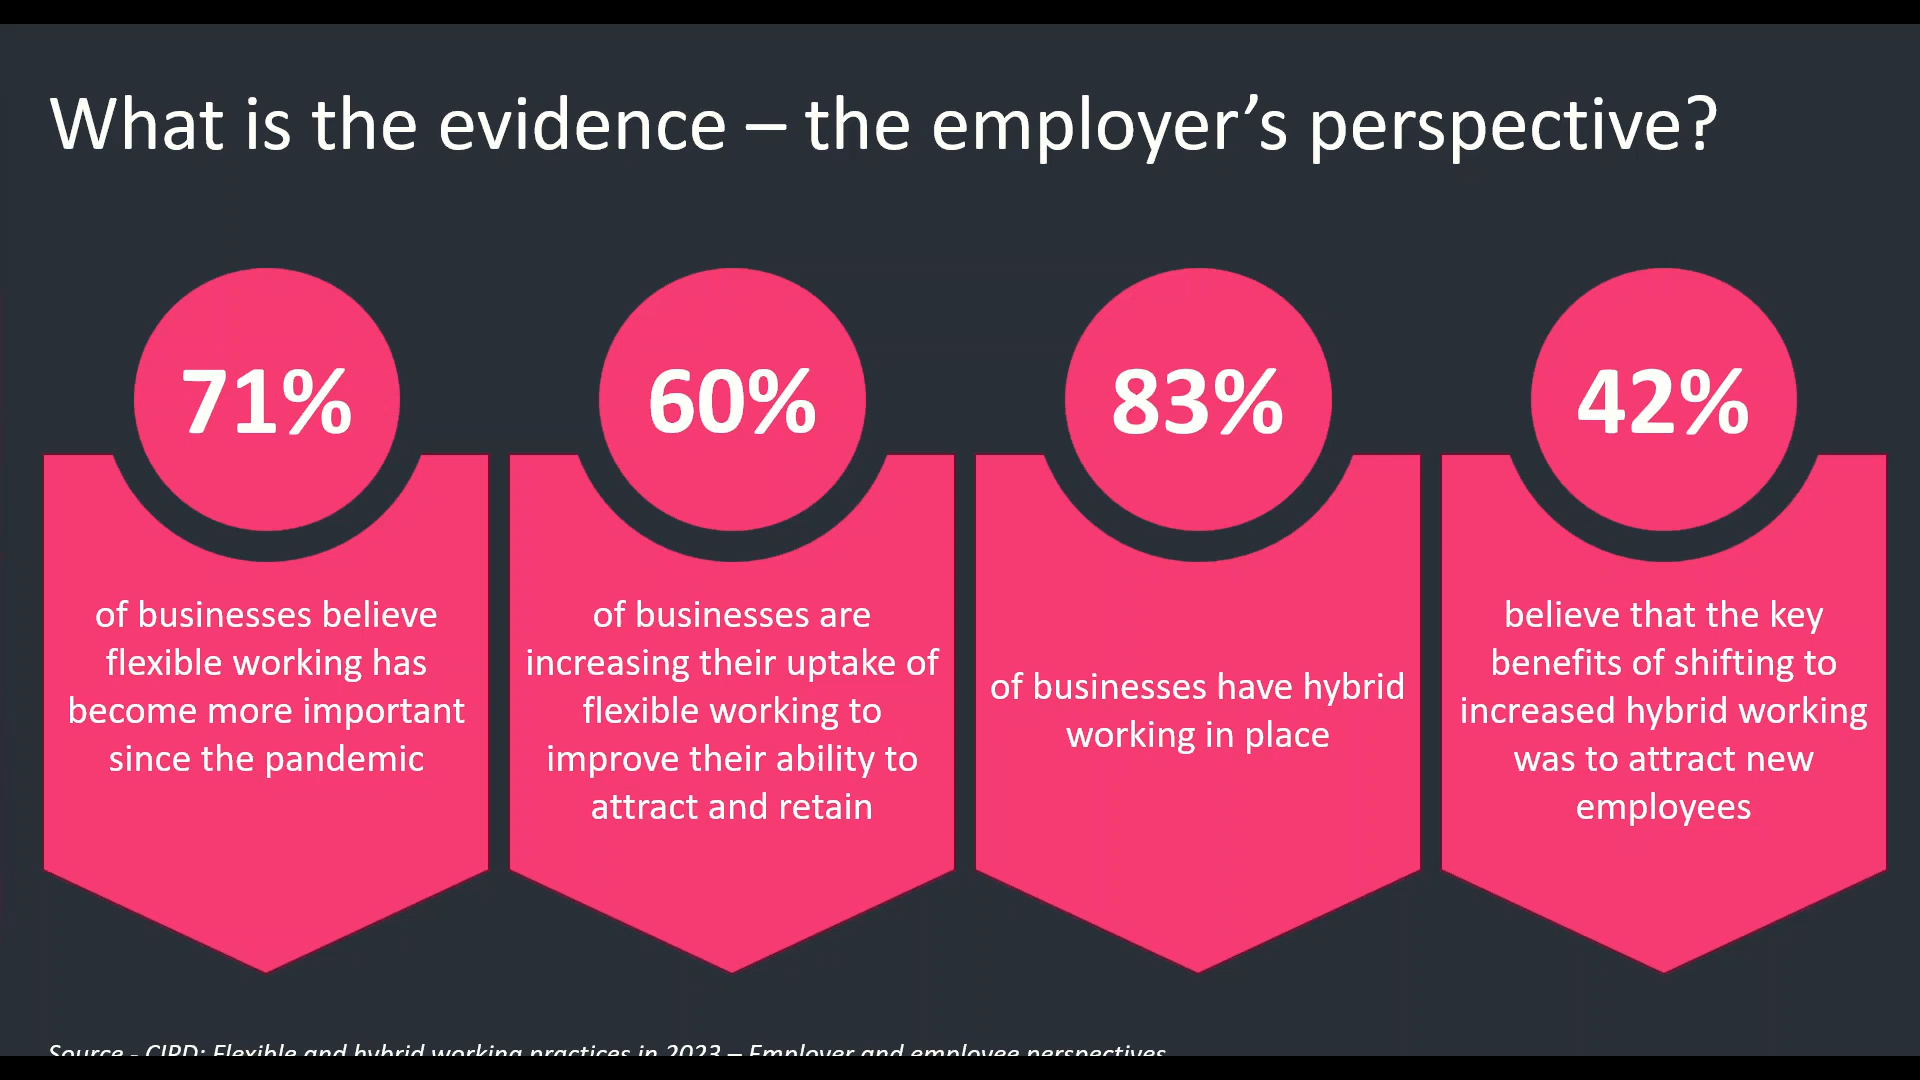 What is the evidence – the employer’s perspective?
71%
of businesses believe
flexible working has
become more important
since the pandemic
60%
of businesses are
increasing their uptake of
flexible working to
improve their ability to
attract and retain
83%
of businesses have hybrid
working in place
42%
believe that the key
benefits of shifting to
increased hybrid working
was to attract new
employees
Source - CIPD: Flexible and hybrid working practices in 2023 – Employer and employee perspectives